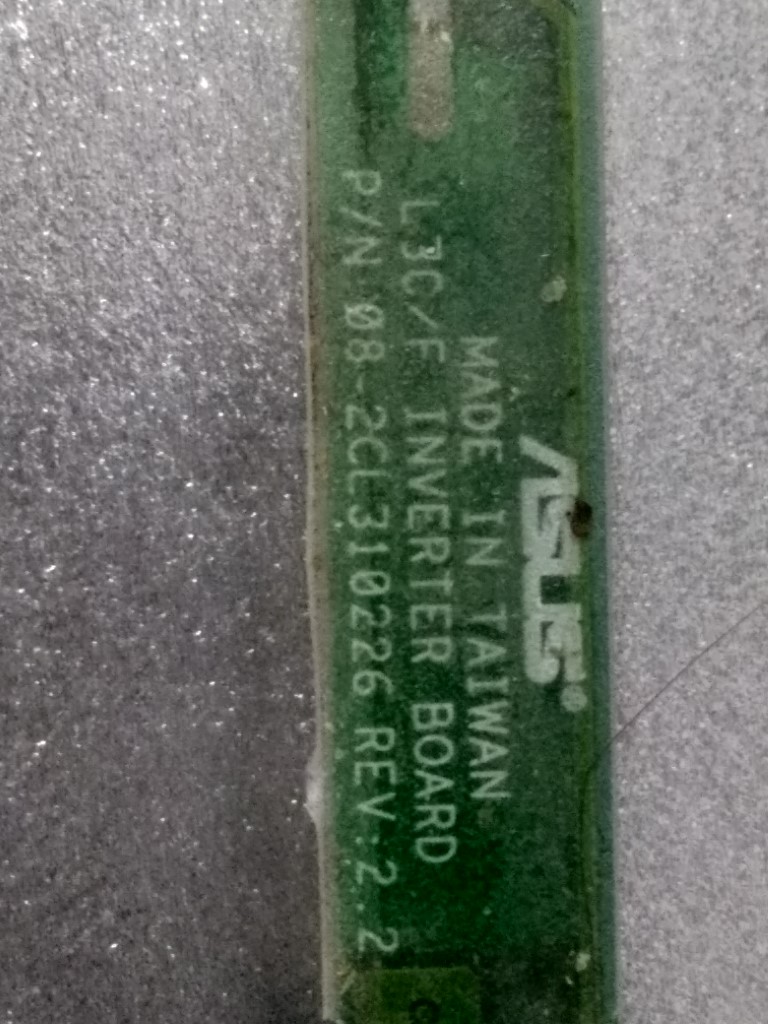 ASUS®
MADE IN TAIWAN
L3C/F INVERTER BOARD
P/N:08-2CL310226 REV:2.2
C